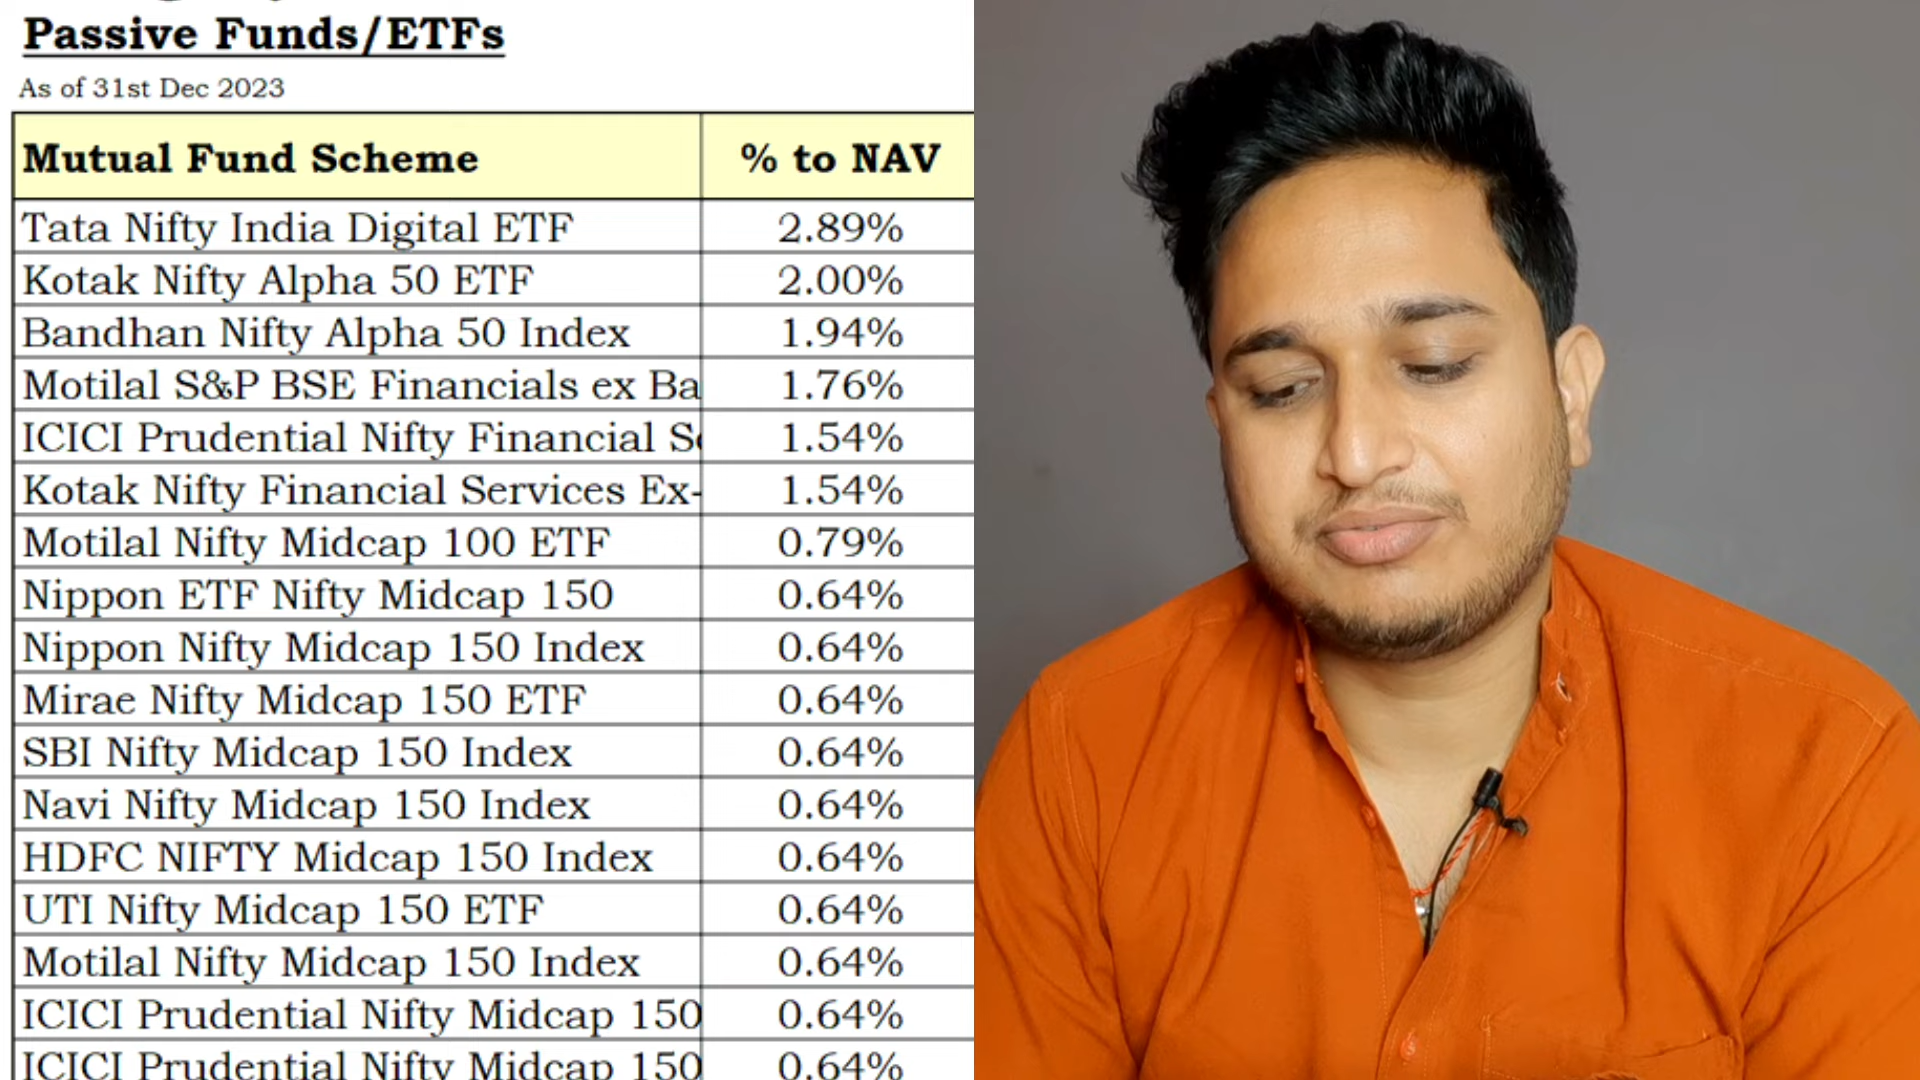 Passive Funds/ETFs
As of 31st Dec 2023
Mutual Fund Scheme % to NAV
Tata Nifty India Digital ETF 2.89%
Kotak Nifty Alpha 50 ETF 2.00%
Bandhan Nifty Alpha 50 Index 1.94%
Motilal S&P BSE Financials ex Ba 1.76%
ICICI Prudential Nifty Financial Se 1.54%
Kotak Nifty Financial Services Ex- 1.54%
Motilal Nifty Midcap 100 ETF 0.79%
Nippon ETF Nifty Midcap 150 0.64%
Nippon Nifty Midcap 150 Index 0.64%
Mirae Nifty Midcap 150 ETF 0.64%
SBI Nifty Midcap 150 Index 0.64%
Navi Nifty Midcap 150 Index 0.64%
HDFC NIFTY Midcap 150 Index 0.64%
UTI Nifty Midcap 150 ETF 0.64%
Motilal Nifty Midcap 150 Index 0.64%
ICICI Prudential Nifty Midcap 150 0.64%
ICICI Prudential Nifty Midcap 150 0.64%